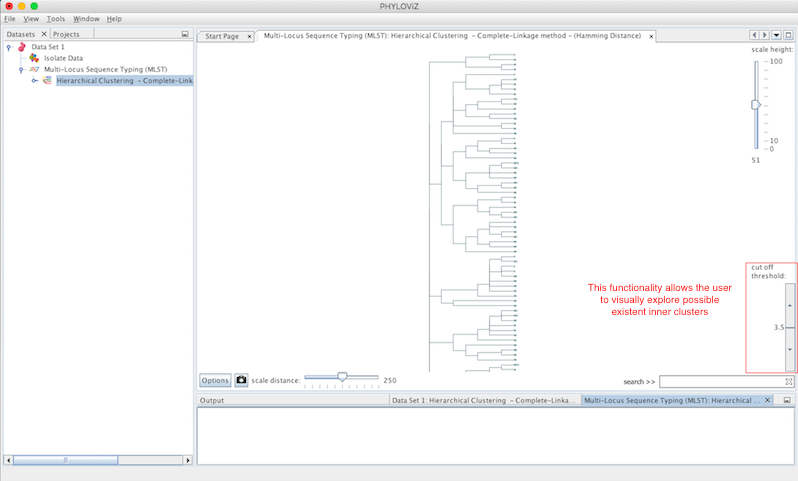 PHYLOViZ
File View Tools Window Help
Datasets Projects
Data Set 1
Isolate Data
Multi-Locus Sequence Typing (MLST)
Hierarchical Clustering - Complete-Link
Start Page
Multi-Locus Sequence Typing (MLST): Hierarchical Clustering - Complete-Linkage method - (Hamming Distance)
scale height:
100
10
0
51
cut off
threshold:
3.5
This functionality allows the user
to visually explore possible
existent inner clusters
Options
scale distance:
250
search >>
Output
Data Set 1: Hierarchical Clustering - Complete-Linka...
Multi-Locus Sequence Typing (MLST): Hierarchical ...